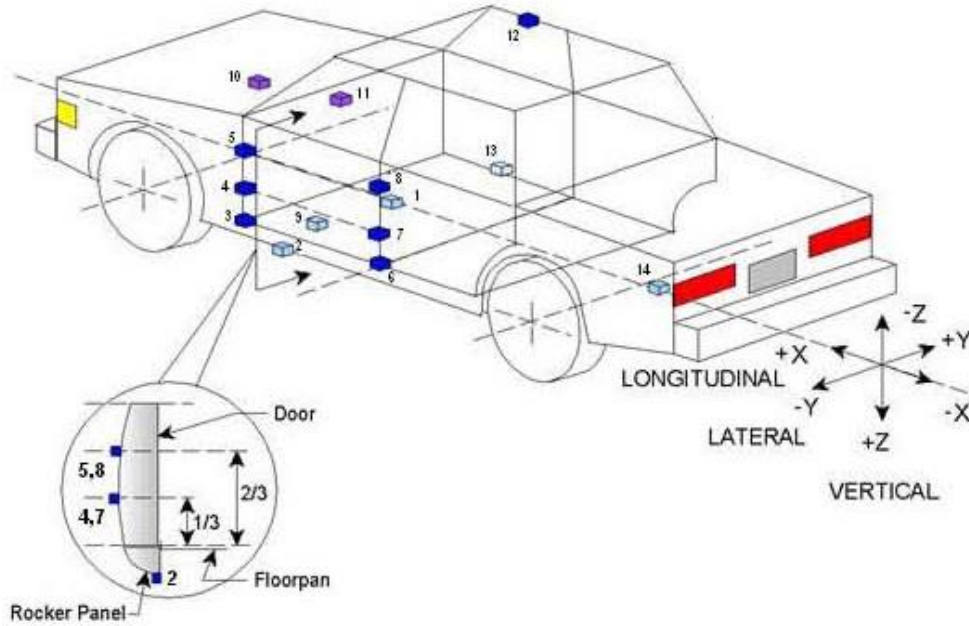 12
10
11
5
13
8
4
1
9
3
7
2
6
14
-Z
+Y
+X
LONGITUDINAL
-Y
-X
LATERAL
+Z
VERTICAL
Door
5,8
2/3
4,7
1/3
2
Floorpan
Rocker Panel